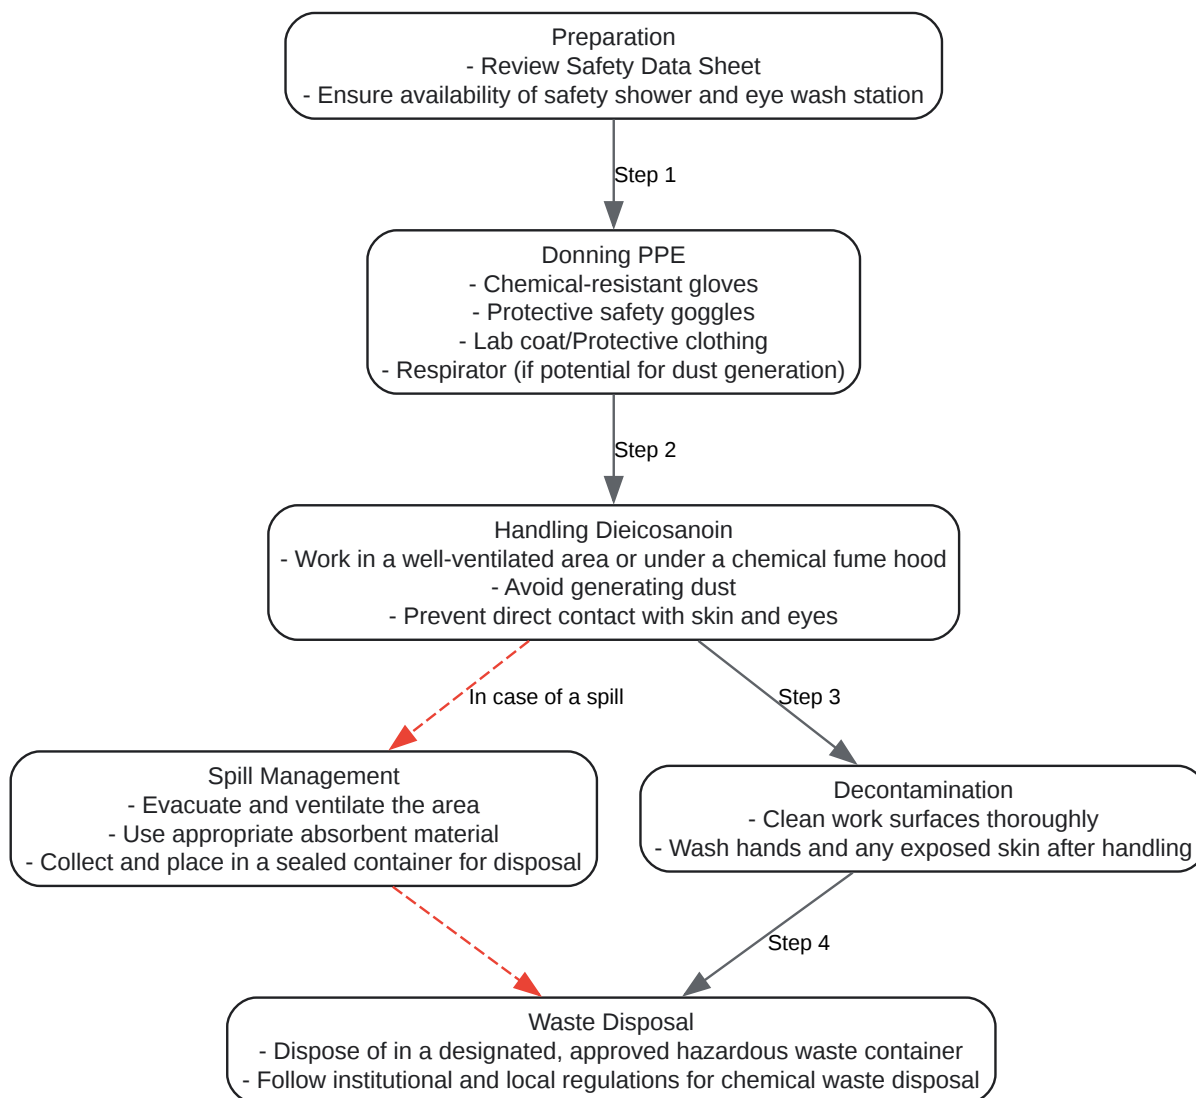 Preparation
- Review Safety Data Sheet
- Ensure availability of safety shower and eye wash station
Step 1
Donning PPE
- Chemical-resistant gloves
- Protective safety goggles
- Lab coat/Protective clothing
- Respirator (if potential for dust generation)
Step 2
Handling Dieicosanoin
- Work in a well-ventilated area or under a chemical fume hood
- Avoid generating dust
- Prevent direct contact with skin and eyes
In case of a spill
Step 3
Spill Management
- Evacuate and ventilate the area
- Use appropriate absorbent material
- Collect and place in a sealed container for disposal
Decontamination
- Clean work surfaces thoroughly
- Wash hands and any exposed skin after handling
Step 4
Waste Disposal
- Dispose of in a designated, approved hazardous waste container
- Follow institutional and local regulations for chemical waste disposal